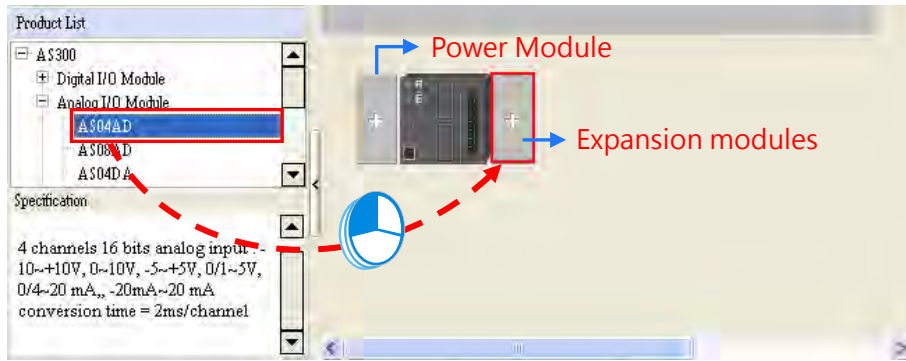 Product List
AS300
Digital I/O Module
Analog I/O Module
AS04AD
AS08AD
AS04DA
Specification
4 channels 16 bits analog input : -
10~+10V, 0~10V, -5~+5V, 0/1~5V,
0/4~20 mA,, -20mA~20 mA
conversion time = 2ms/channel
Power Module
Expansion modules